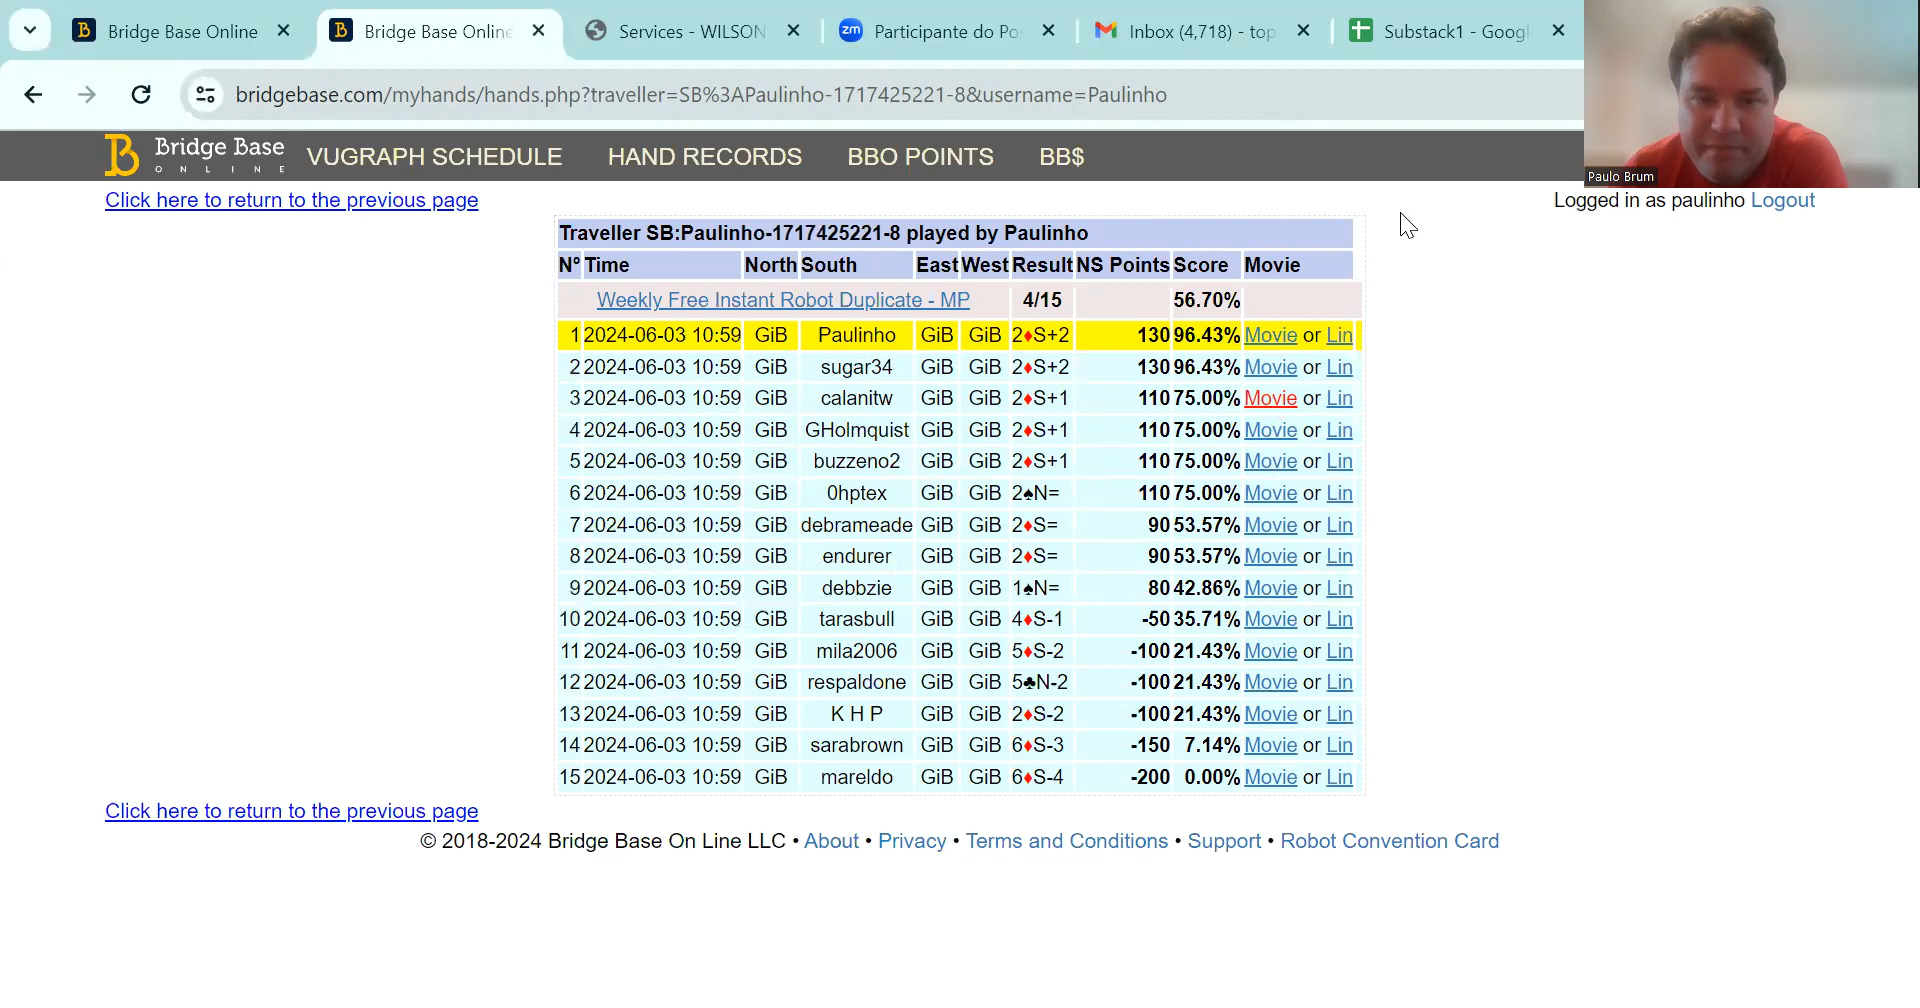 Bridge Base Online
Bridge Base Online
Services - WILSON
zm
Participante do Po
Inbox (4,718) - top
Substack1 - Googl
bridgebase.com/myhands/hands.php?traveller=SB%3APaulinho-1717425221-8&username=Paulinho
Bridge Base
ONLINE
VUGRAPH SCHEDULE HAND RECORDS BBO POINTS BB$
Paulo Brum
Click here to return to the previous page
Logged in as paulinho Logout
Traveller SB:Paulinho-1717425221-8 played by Paulinho
Nº Time North South East West Result NS Points Score Movie
Weekly Free Instant Robot Duplicate - MP 4/15 56.70%
1 2024-06-03 10:59 GiB Paulinho GiB GiB 2♦S+2 130 96.43% Movie or Lin
2 2024-06-03 10:59 GiB sugar34 GiB GiB 2♦S+2 130 96.43% Movie or Lin
3 2024-06-03 10:59 GiB calanitw GiB GiB 2♦S+1 110 75.00% Movie or Lin
4 2024-06-03 10:59 GiB GHolmquist GiB GiB 2♦S+1 110 75.00% Movie or Lin
5 2024-06-03 10:59 GiB buzzeno2 GiB GiB 2♦S+1 110 75.00% Movie or Lin
6 2024-06-03 10:59 GiB 0hptex GiB GiB 2♠N= 110 75.00% Movie or Lin
7 2024-06-03 10:59 GiB debrameade GiB GiB 2♦S= 90 53.57% Movie or Lin
8 2024-06-03 10:59 GiB endurer GiB GiB 2♦S= 90 53.57% Movie or Lin
9 2024-06-03 10:59 GiB debbzie GiB GiB 1♠N= 80 42.86% Movie or Lin
10 2024-06-03 10:59 GiB tarasbull GiB GiB 4♦S-1 -50 35.71% Movie or Lin
11 2024-06-03 10:59 GiB mila2006 GiB GiB 5♦S-2 -100 21.43% Movie or Lin
12 2024-06-03 10:59 GiB respaldone GiB GiB 5♣N-2 -100 21.43% Movie or Lin
13 2024-06-03 10:59 GiB K H P GiB GiB 2♦S-2 -100 21.43% Movie or Lin
14 2024-06-03 10:59 GiB sarabrown GiB GiB 6♦S-3 -150 7.14% Movie or Lin
15 2024-06-03 10:59 GiB mareldo GiB GiB 6♦S-4 -200 0.00% Movie or Lin
Click here to return to the previous page
© 2018-2024 Bridge Base On Line LLC • About • Privacy • Terms and Conditions • Support • Robot Convention Card